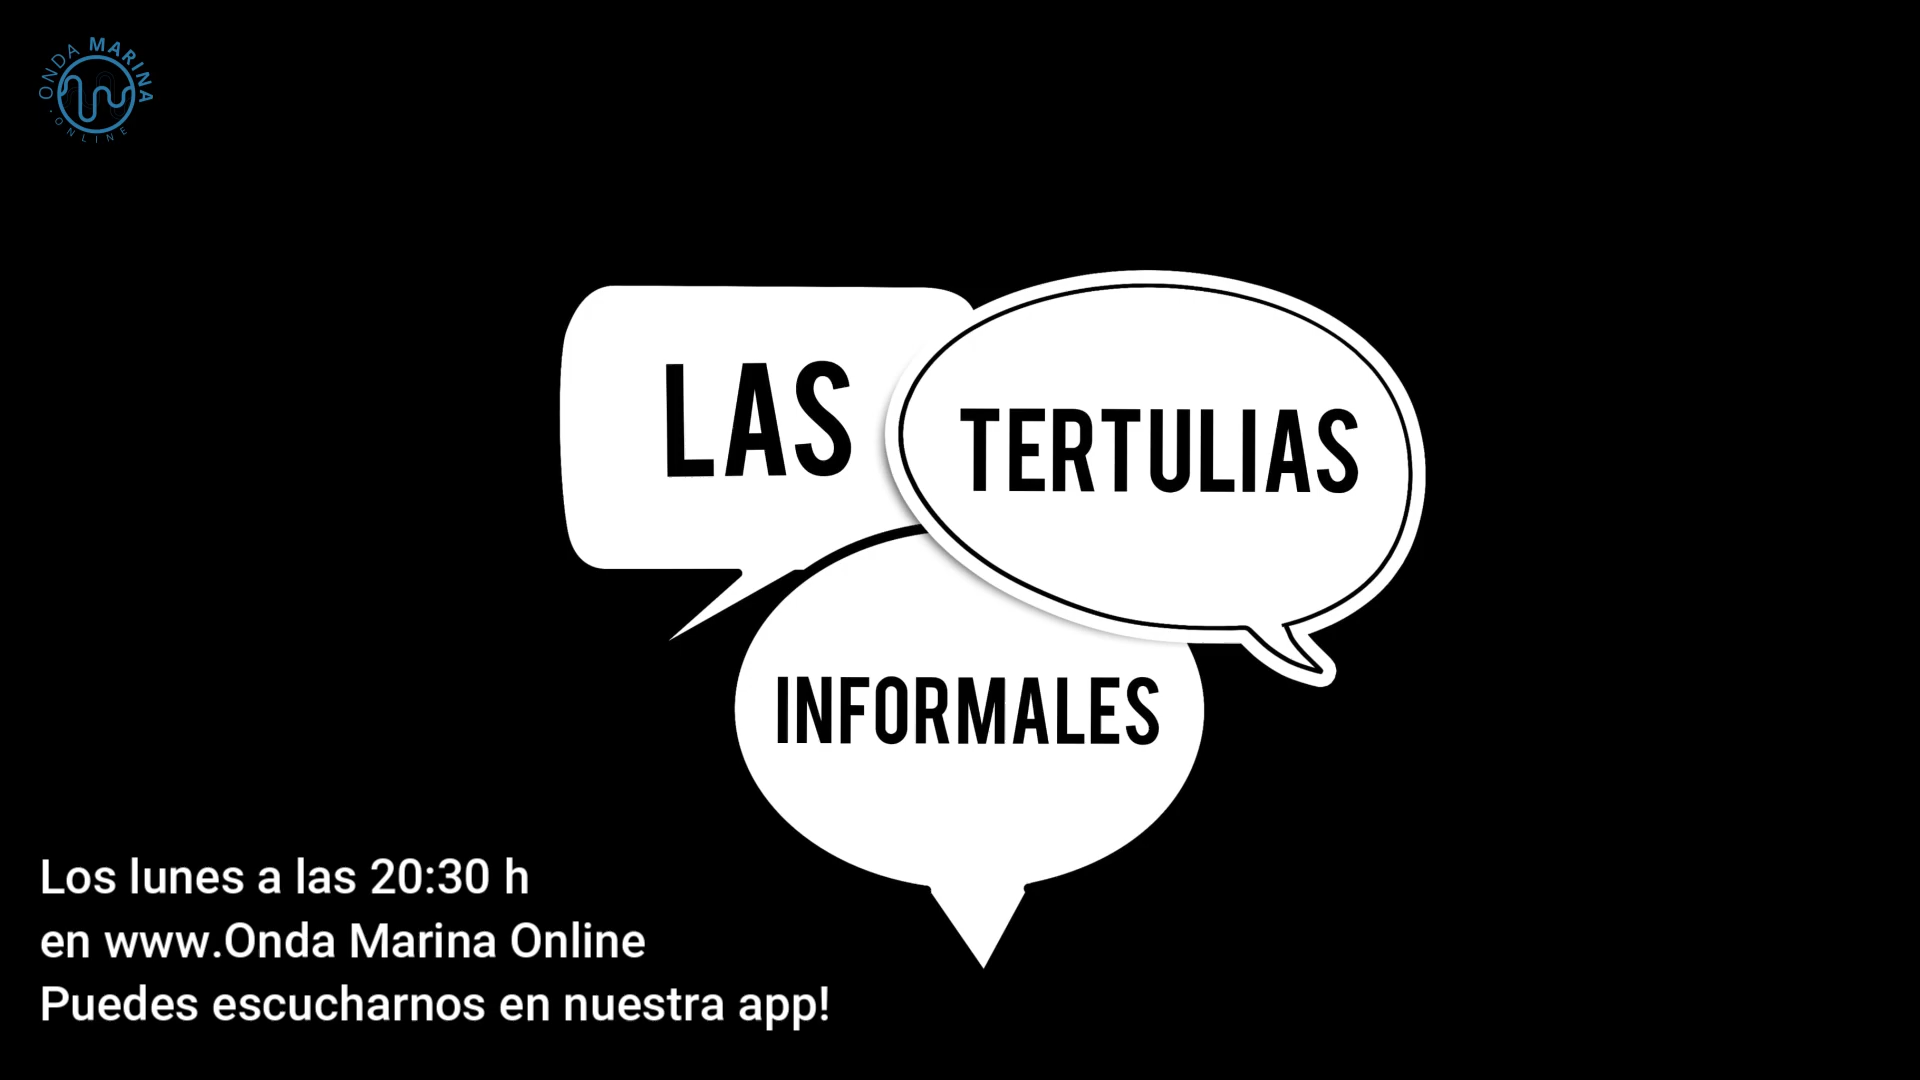 ONDA MARINA
.ONLINE
LAS
TERTULIAS
INFORMALES
Los lunes a las 20:30 h
en www.Onda Marina Online
Puedes escucharnos en nuestra app!